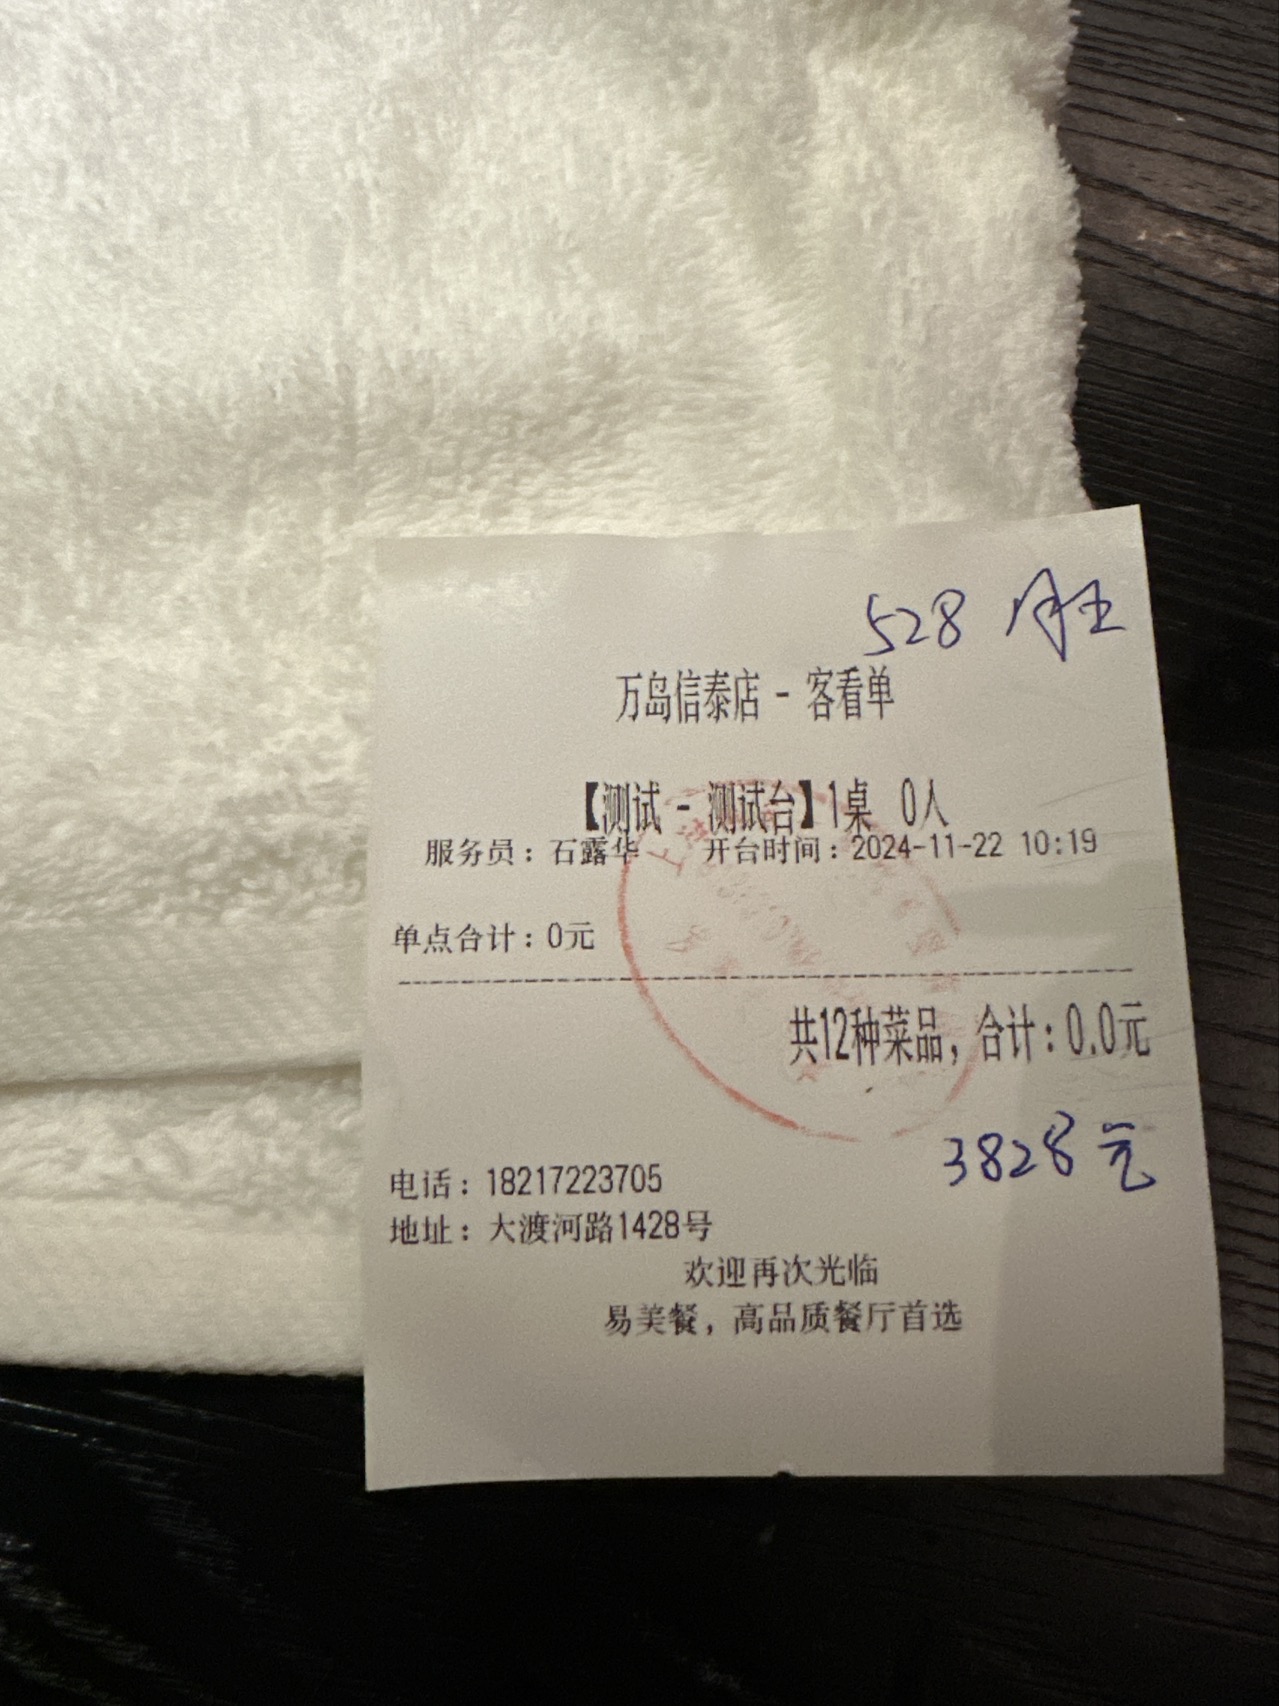 528
万岛信泰店 - 客看单
【测试 - 测试台】1桌 0人
服务员：石露华 开台时间：2024-11-22 10:19
单点合计：0元
共12种菜品，合计：0.0元
3828元
电话：18217223705
地址：大渡河路1428号
欢迎再次光临
易美餐，高品质餐厅首选